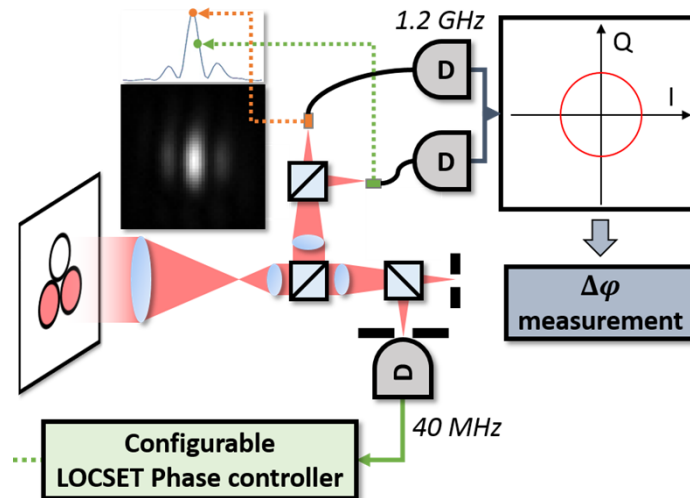 1.2 GHz
D
Q
I
D
Δφ
measurement
D
40 MHz
Configurable
LOCSET Phase controller